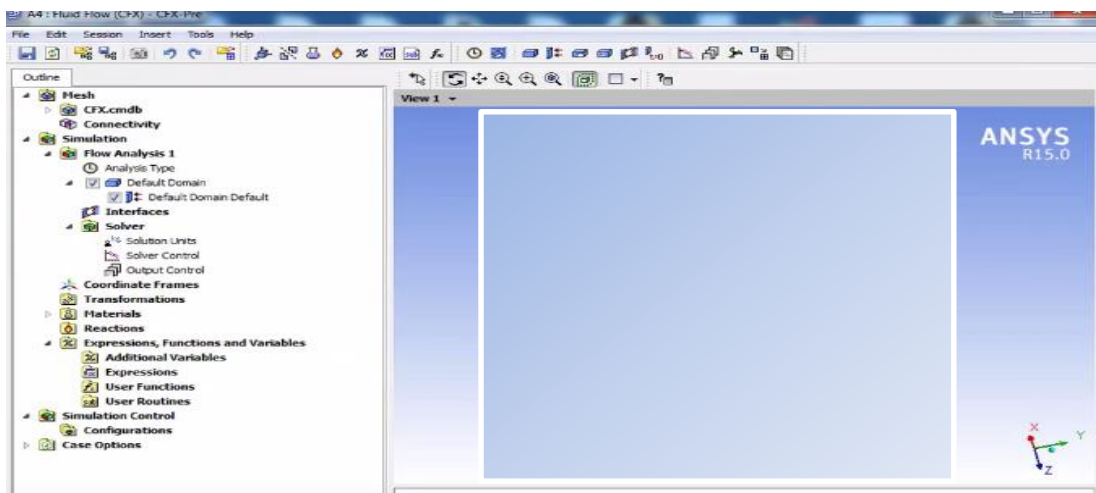 A4 : Fluid Flow (CFX) - CFX-Pre
File Edit Session Insert Tools Help
Outline
View 1
Mesh
CFX.cmdb
Connectivity
Simulation
Flow Analysis 1
Analysis Type
Default Domain
Default Domain Default
Interfaces
Solver
Solution Units
Solver Control
Output Control
Coordinate Frames
Transformations
Materials
Reactions
Expressions, Functions and Variables
Additional Variables
Expressions
User Functions
User Routines
Simulation Control
Configurations
Case Options
ANSYS
R15.0
X
Y
Z